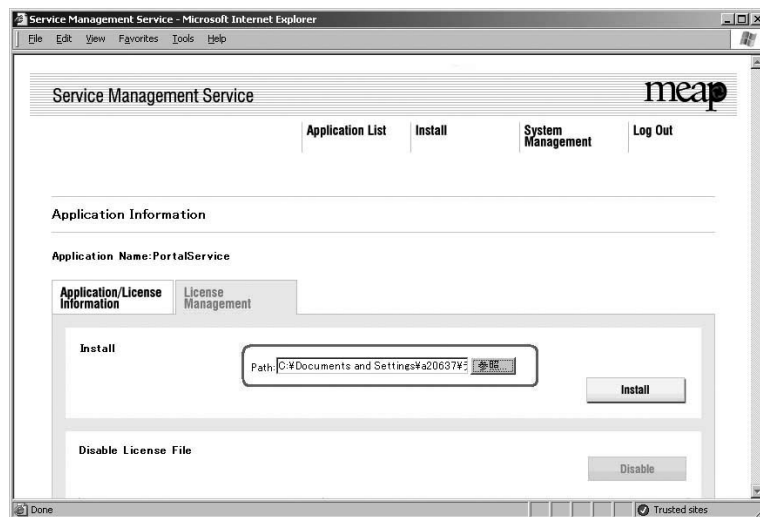 Service Management Service - Microsoft Internet Explorer
File Edit View Favorites Tools Help
Service Management Service
meap
Application List Install System Management Log Out
Application Information
Application Name:PortalService
Application/License Information
License Management
Install
Path: C:¥Documents and Settings¥a20637¥デ 参照...
Install
Disable License File
Disable
Done
Trusted sites